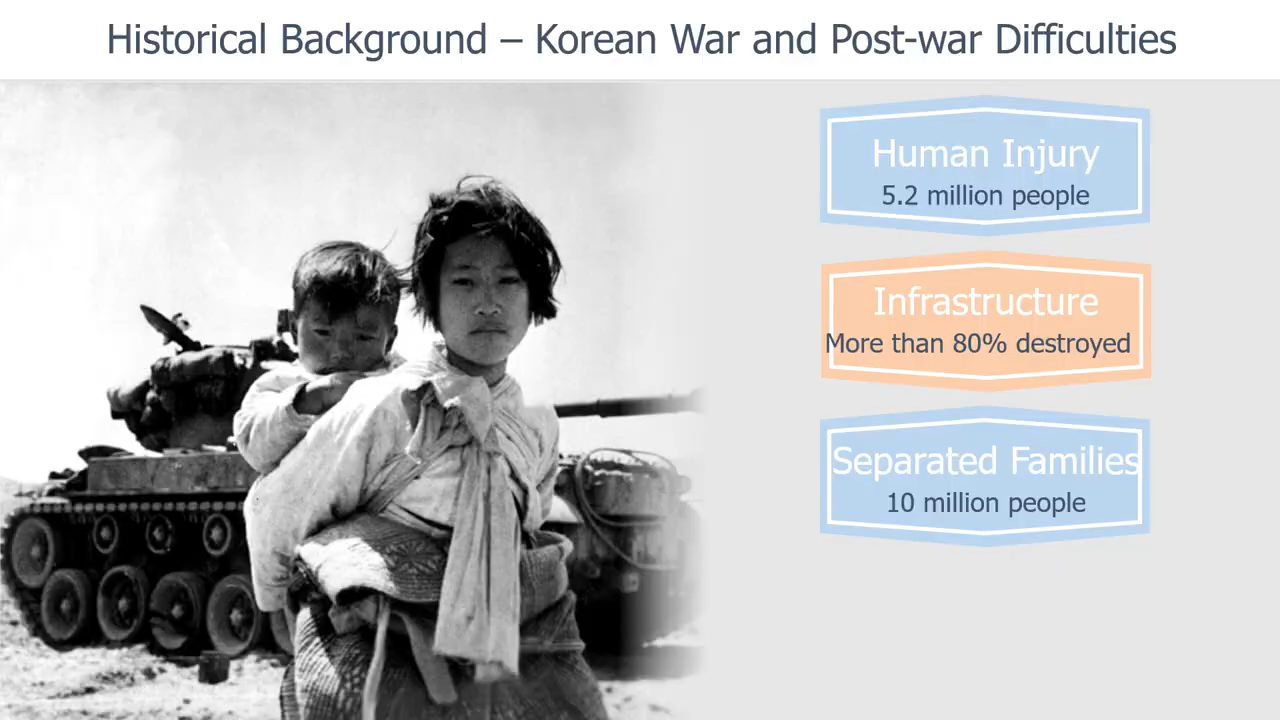 Historical Background – Korean War and Post-war Difficulties
Human Injury
5.2 million people
Infrastructure
More than 80% destroyed
Separated Families
10 million people